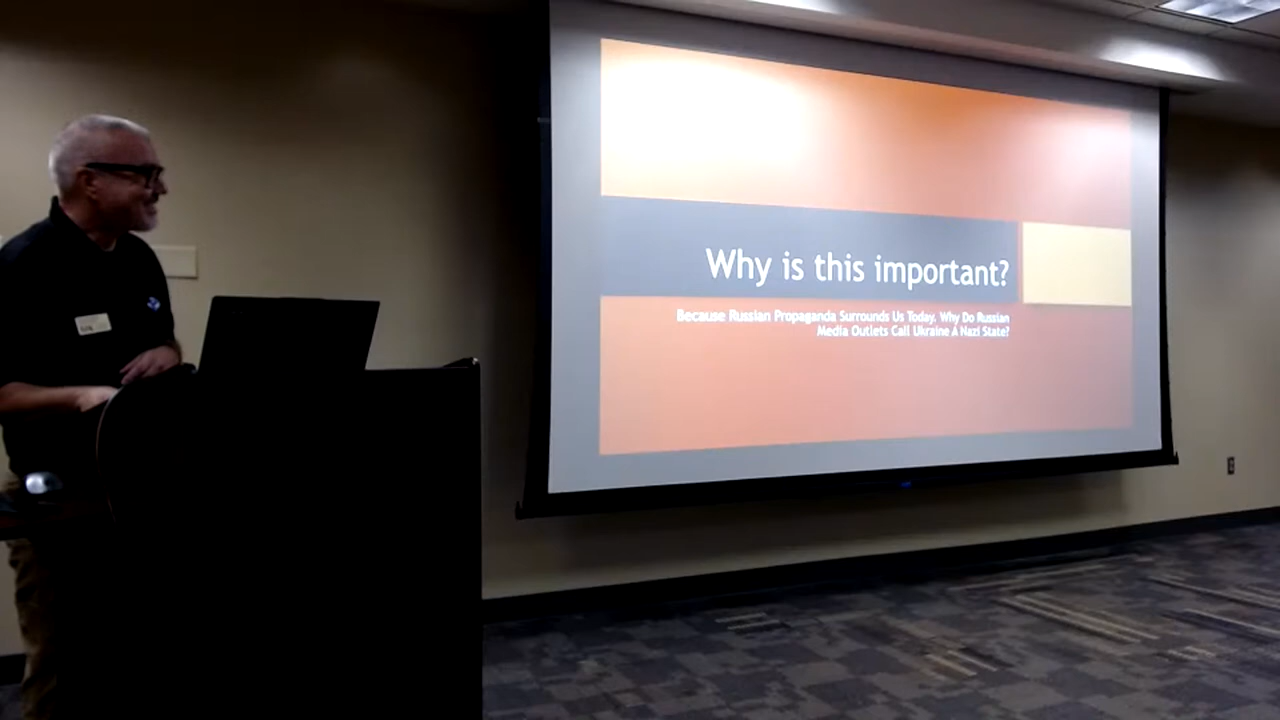 Why is this important?
Because Russian Propaganda Surrounds Us Today. Why Do Russian
Media Outlets Call Ukraine A Nazi State?